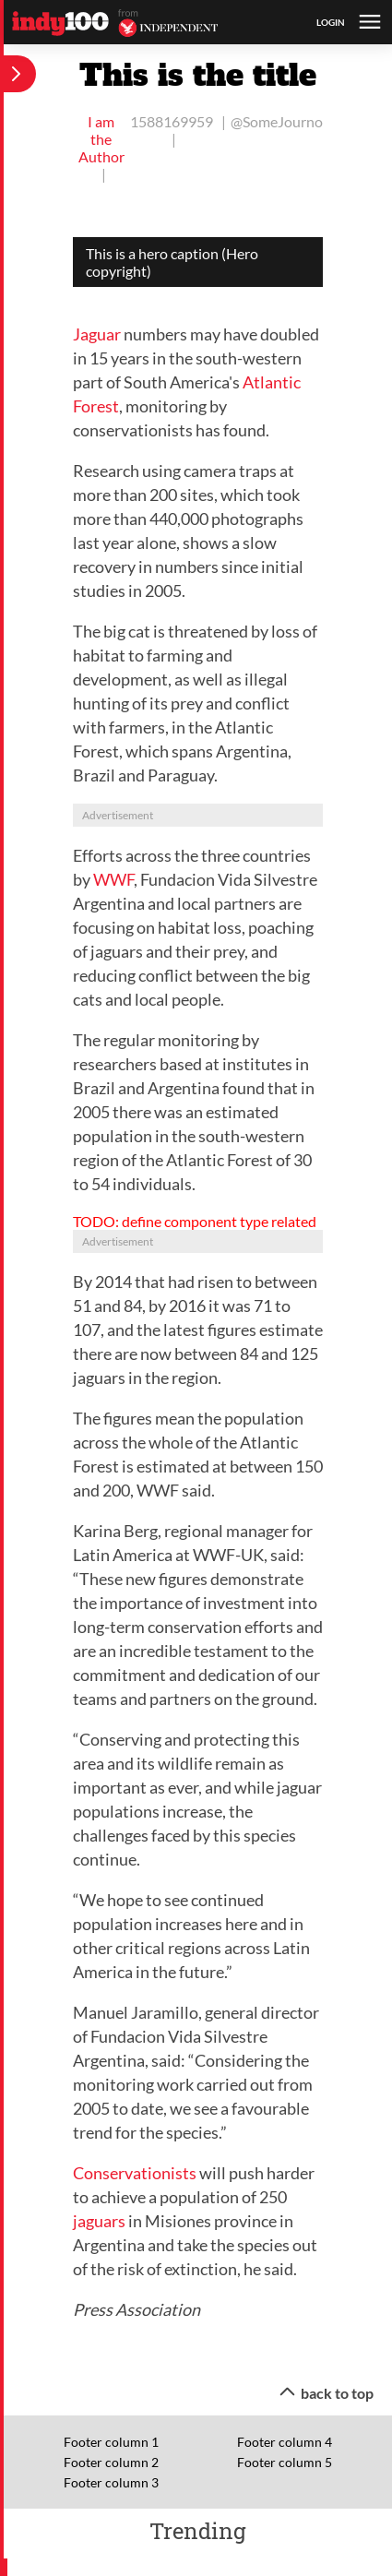 indy100 from INDEPENDENT LOGIN
This is the title
I am the Author | 1588169959 | @SomeJourno
This is a hero caption (Hero
copyright)
Jaguar numbers may have doubled
in 15 years in the south-western
part of South America's Atlantic
Forest, monitoring by
conservationists has found.
Research using camera traps at
more than 200 sites, which took
more than 440,000 photographs
last year alone, shows a slow
recovery in numbers since initial
studies in 2005.
The big cat is threatened by loss of
habitat to farming and
development, as well as illegal
hunting of its prey and conflict
with farmers, in the Atlantic
Forest, which spans Argentina,
Brazil and Paraguay.
Advertisement
Efforts across the three countries
by WWF, Fundacion Vida Silvestre
Argentina and local partners are
focusing on habitat loss, poaching
of jaguars and their prey, and
reducing conflict between the big
cats and local people.
The regular monitoring by
researchers based at institutes in
Brazil and Argentina found that in
2005 there was an estimated
population in the south-western
region of the Atlantic Forest of 30
to 54 individuals.
TODO: define component type related
Advertisement
By 2014 that had risen to between
51 and 84, by 2016 it was 71 to
107, and the latest figures estimate
there are now between 84 and 125
jaguars in the region.
The figures mean the population
across the whole of the Atlantic
Forest is estimated at between 150
and 200, WWF said.
Karina Berg, regional manager for
Latin America at WWF-UK, said:
“These new figures demonstrate
the importance of investment into
long-term conservation efforts and
are an incredible testament to the
commitment and dedication of our
teams and partners on the ground.
“Conserving and protecting this
area and its wildlife remain as
important as ever, and while jaguar
populations increase, the
challenges faced by this species
continue.
“We hope to see continued
population increases here and in
other critical regions across Latin
America in the future.”
Manuel Jaramillo, general director
of Fundacion Vida Silvestre
Argentina, said: “Considering the
monitoring work carried out from
2005 to date, we see a favourable
trend for the species.”
Conservationists will push harder
to achieve a population of 250
jaguars in Misiones province in
Argentina and take the species out
of the risk of extinction, he said.
Press Association
back to top
Footer column 1
Footer column 2
Footer column 3
Footer column 4
Footer column 5
Trending